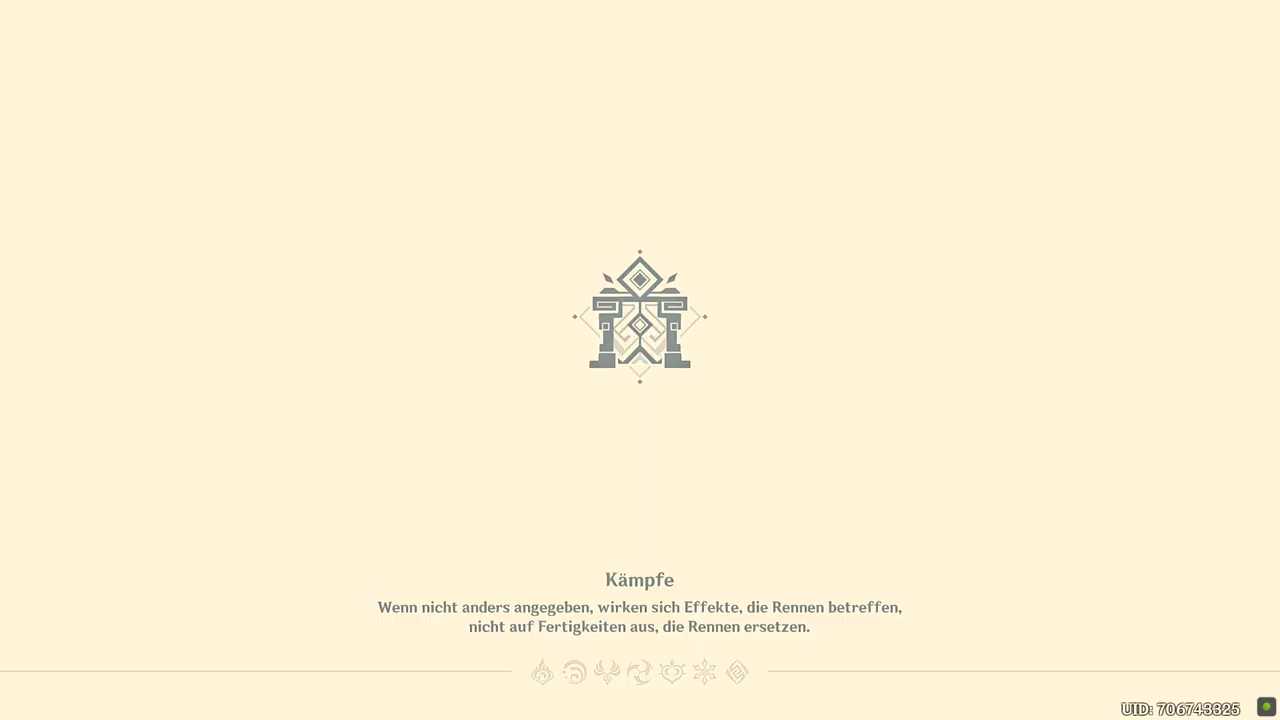 Kämpfe
Wenn nicht anders angegeben, wirken sich Effekte, die Rennen betreffen,
nicht auf Fertigkeiten aus, die Rennen ersetzen.
UID: 706743325